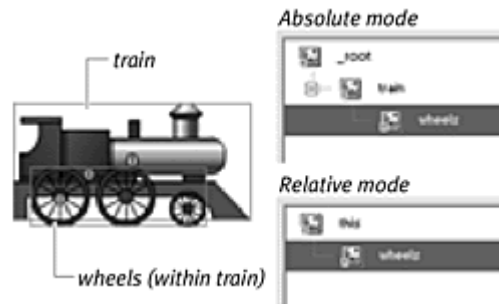 Absolute mode
_root
train
train
wheels
Relative mode
this
wheels
wheels (within train)